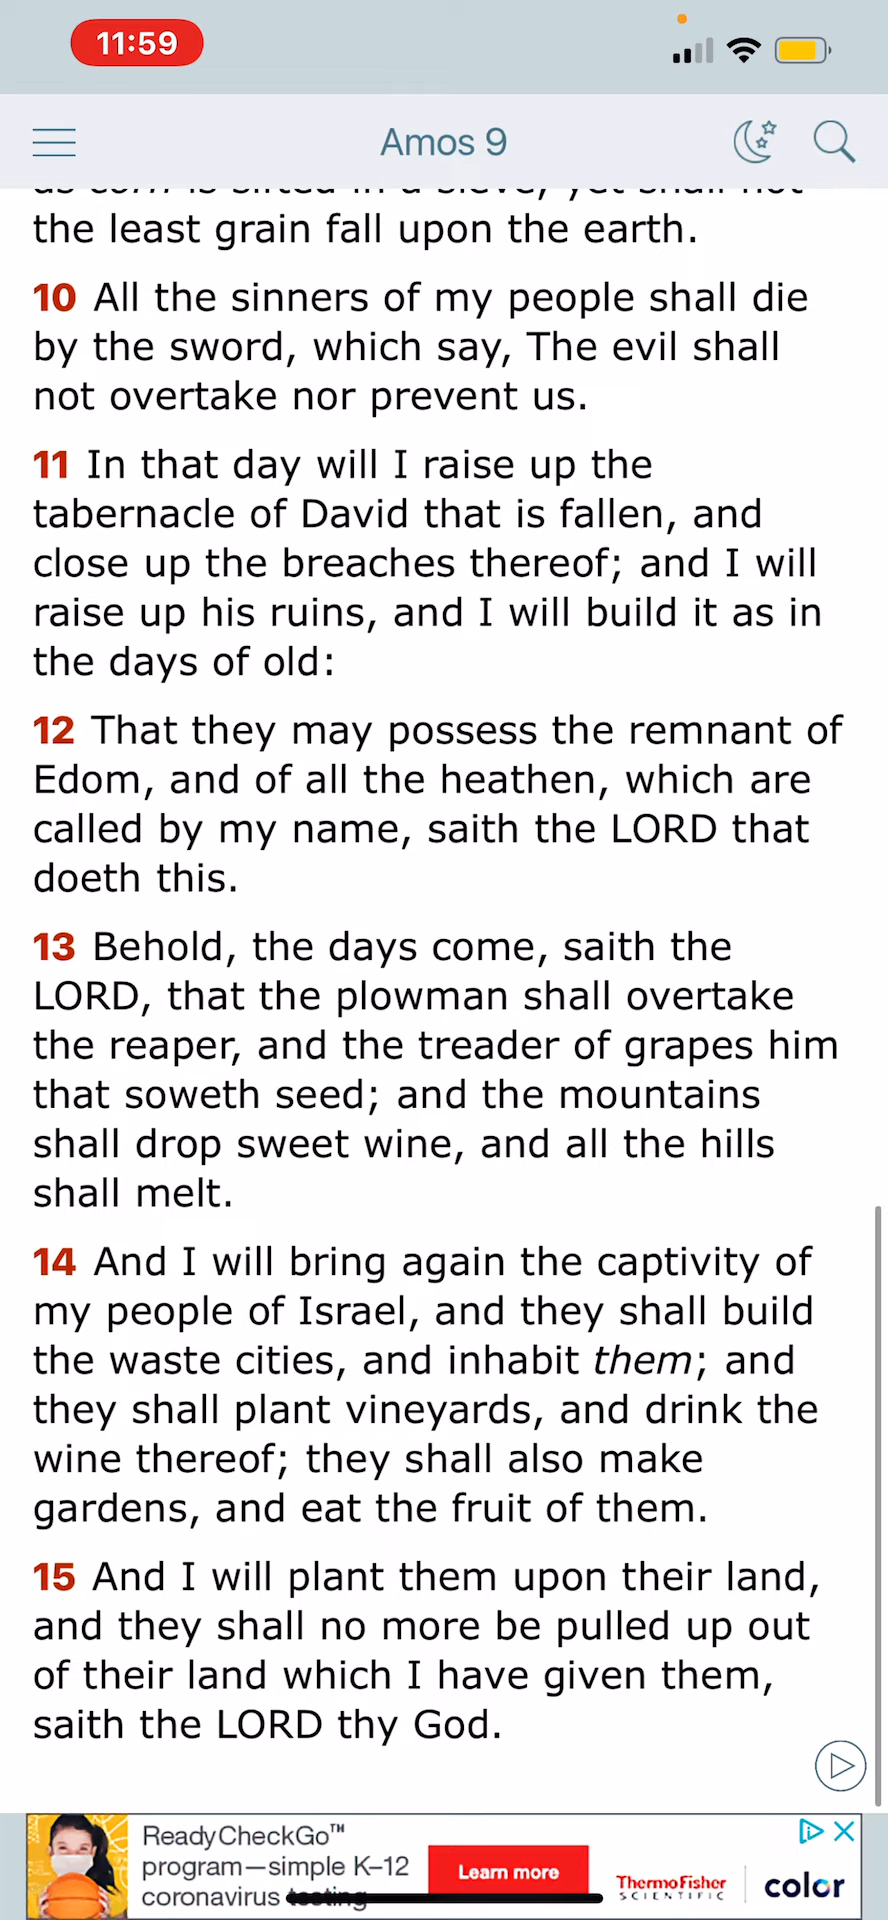 11:59
Amos 9
as corn is sifted in a sieve, yet shall not
the least grain fall upon the earth.
10 All the sinners of my people shall die
by the sword, which say, The evil shall
not overtake nor prevent us.
11 In that day will I raise up the
tabernacle of David that is fallen, and
close up the breaches thereof; and I will
raise up his ruins, and I will build it as in
the days of old:
12 That they may possess the remnant of
Edom, and of all the heathen, which are
called by my name, saith the LORD that
doeth this.
13 Behold, the days come, saith the
LORD, that the plowman shall overtake
the reaper, and the treader of grapes him
that soweth seed; and the mountains
shall drop sweet wine, and all the hills
shall melt.
14 And I will bring again the captivity of
my people of Israel, and they shall build
the waste cities, and inhabit them; and
they shall plant vineyards, and drink the
wine thereof; they shall also make
gardens, and eat the fruit of them.
15 And I will plant them upon their land,
and they shall no more be pulled up out
of their land which I have given them,
saith the LORD thy God.
ReadyCheckGo™
program—simple K–12
coronavirus testing
Learn more
ThermoFisher
SCIENTIFIC
color